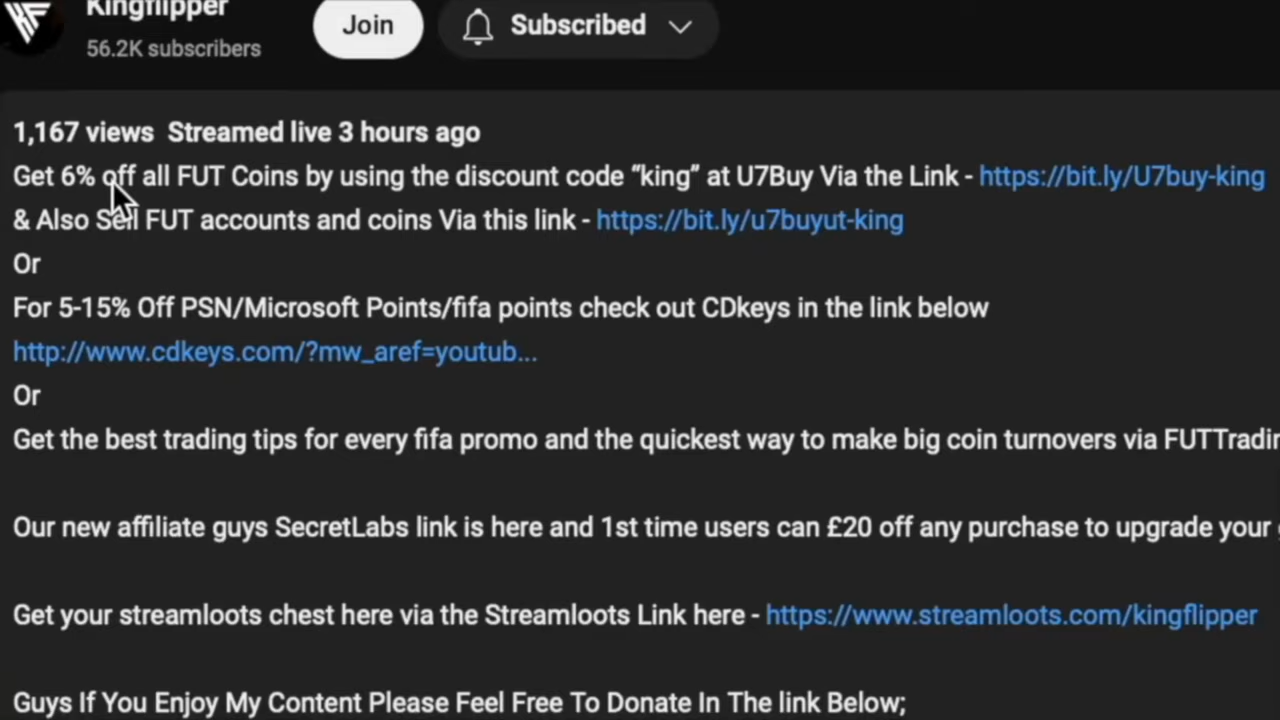 Kingflipper
56.2K subscribers
Join
Subscribed
1,167 views Streamed live 3 hours ago
Get 6% off all FUT Coins by using the discount code “king” at U7Buy Via the Link - https://bit.ly/U7buy-king
& Also Sell FUT accounts and coins Via this link - https://bit.ly/u7buyut-king
Or
For 5-15% Off PSN/Microsoft Points/fifa points check out CDkeys in the link below
http://www.cdkeys.com/?mw_aref=youtub...
Or
Get the best trading tips for every fifa promo and the quickest way to make big coin turnovers via
Our new affiliate guys SecretLabs link is here and 1st time users can £20 off any purchase to upgrade your
Get your streamloots chest here via the Streamloots Link here - https://www.streamloots.com/kingflipper
Guys If You Enjoy My Content Please Feel Free To Donate In The link Below;